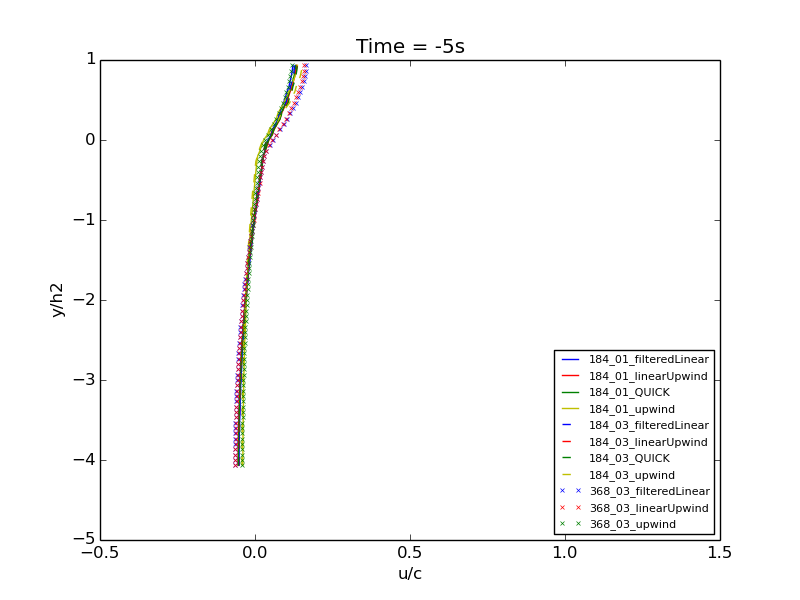 Time = -5s
1
0
−1
−2
−3
−4
−5
y/h2
−0.5
0.0
0.5
1.0
1.5
u/c
184_01_filteredLinear
184_01_linearUpwind
184_01_QUICK
184_01_upwind
184_03_filteredLinear
184_03_linearUpwind
184_03_QUICK
184_03_upwind
368_03_filteredLinear
368_03_linearUpwind
368_03_upwind